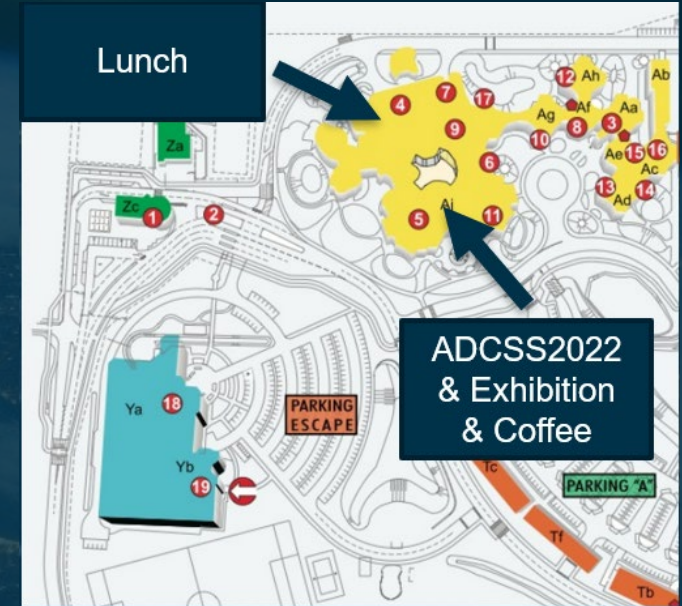 Lunch
ADCSS2022
& Exhibition
& Coffee
4
7
17
12
Ah
Ab
Ag
Af
Aa
9
10
8
3
6
Ae
15
16
Ac
13
Ad
14
Ai
5
11
Za
Zc
1
2
Ya
18
PARKING
ESCAPE
Yb
19
Tc
PARKING "A"
Tf
Tb